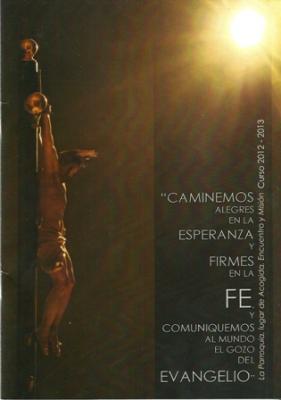 "CAMINEMOS
ALEGRES
EN LA
ESPERANZA
Y
FIRMES
EN LA
FE
Y
COMUNIQUEMOS
AL MUNDO
EL GOZO
DEL
EVANGELIO"
La Parroquia, lugar de Acogida, Encuentro y Misión Curso 2012 - 2013